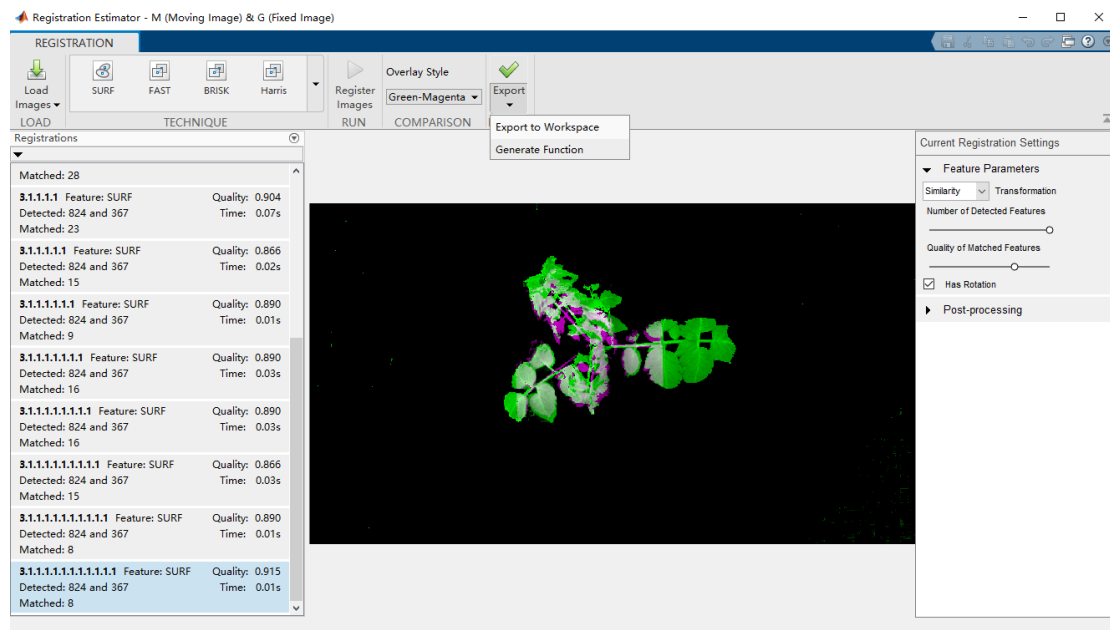 Registration Estimator - M (Moving Image) & G (Fixed Image)
REGISTRATION
Load Images
SURF
FAST
BRISK
Harris
Register Images
Overlay Style
Green-Magenta
Export
LOAD
TECHNIQUE
RUN
COMPARISON
Export to Workspace
Generate Function
Registrations
Matched: 28
3.1.1.1.1 Feature: SURF Quality: 0.904
Detected: 824 and 367 Time: 0.07s
Matched: 23
3.1.1.1.1.1 Feature: SURF Quality: 0.866
Detected: 824 and 367 Time: 0.02s
Matched: 15
3.1.1.1.1.1.1 Feature: SURF Quality: 0.890
Detected: 824 and 367 Time: 0.01s
Matched: 9
3.1.1.1.1.1.1.1 Feature: SURF Quality: 0.890
Detected: 824 and 367 Time: 0.03s
Matched: 16
3.1.1.1.1.1.1.1.1 Feature: SURF Quality: 0.890
Detected: 824 and 367 Time: 0.03s
Matched: 16
3.1.1.1.1.1.1.1.1.1 Feature: SURF Quality: 0.866
Detected: 824 and 367 Time: 0.03s
Matched: 15
3.1.1.1.1.1.1.1.1.1.1 Feature: SURF Quality: 0.890
Detected: 824 and 367 Time: 0.01s
Matched: 8
3.1.1.1.1.1.1.1.1.1.1.1 Feature: SURF Quality: 0.915
Detected: 824 and 367 Time: 0.01s
Matched: 8
Current Registration Settings
Feature Parameters
Similarity Transformation
Number of Detected Features
Quality of Matched Features
Has Rotation
Post-processing